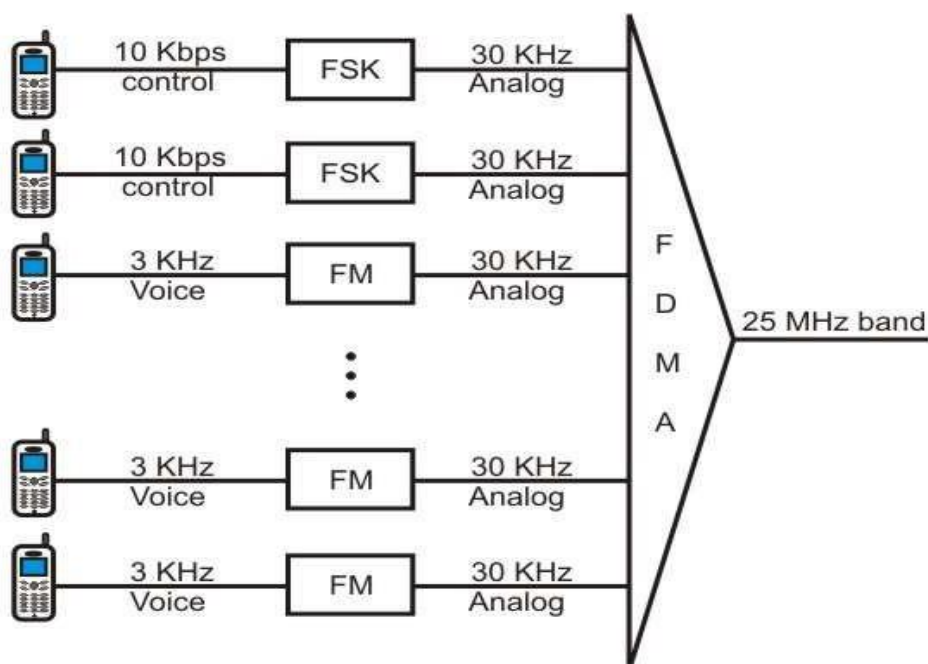 10 Kbps
control
FSK
30 KHz
Analog
10 Kbps
control
FSK
30 KHz
Analog
3 KHz
Voice
FM
30 KHz
Analog
F
D
M
A
25 MHz band
3 KHz
Voice
FM
30 KHz
Analog
3 KHz
Voice
FM
30 KHz
Analog